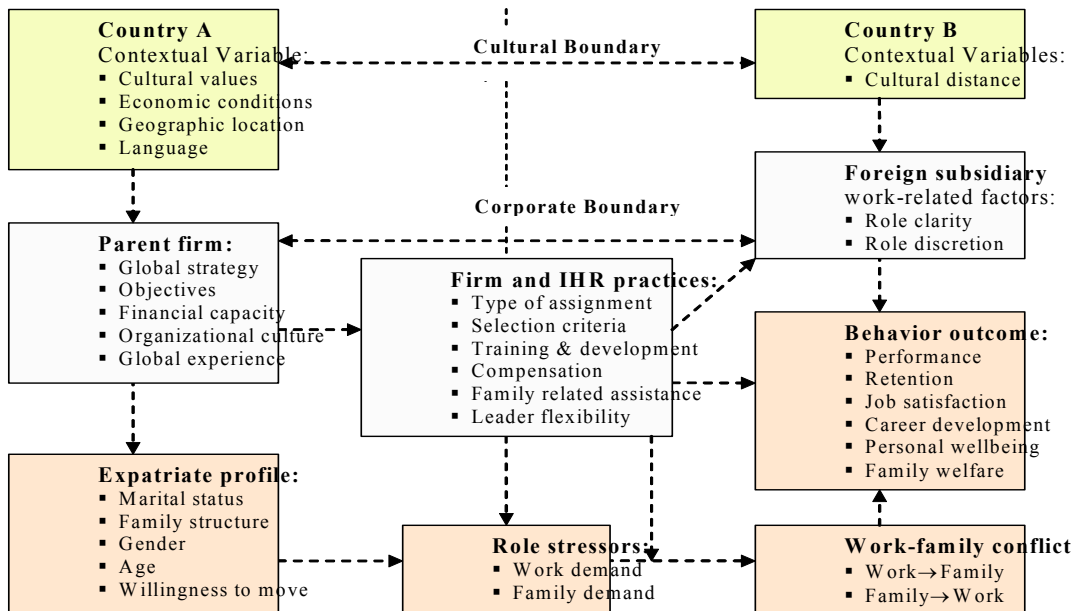 Country A
Contextual Variable:
▪ Cultural values
▪ Economic conditions
▪ Geographic location
▪ Language
Cultural Boundary
Country B
Contextual Variables:
▪ Cultural distance
Foreign subsidiary
work-related factors:
▪ Role clarity
▪ Role discretion
Corporate Boundary
Parent firm:
▪ Global strategy
▪ Objectives
▪ Financial capacity
▪ Organizational culture
▪ Global experience
Firm and IHR practices:
▪ Type of assignment
▪ Selection criteria
▪ Training & development
▪ Compensation
▪ Family related assistance
▪ Leader flexibility
Behavior outcome:
▪ Performance
▪ Retention
▪ Job satisfaction
▪ Career development
▪ Personal wellbeing
▪ Family welfare
Expatriate profile:
▪ Marital status
▪ Family structure
▪ Gender
▪ Age
▪ Willingness to move
Role stressors:
▪ Work demand
▪ Family demand
Work-family conflict
▪ Work→Family
▪ Family→Work